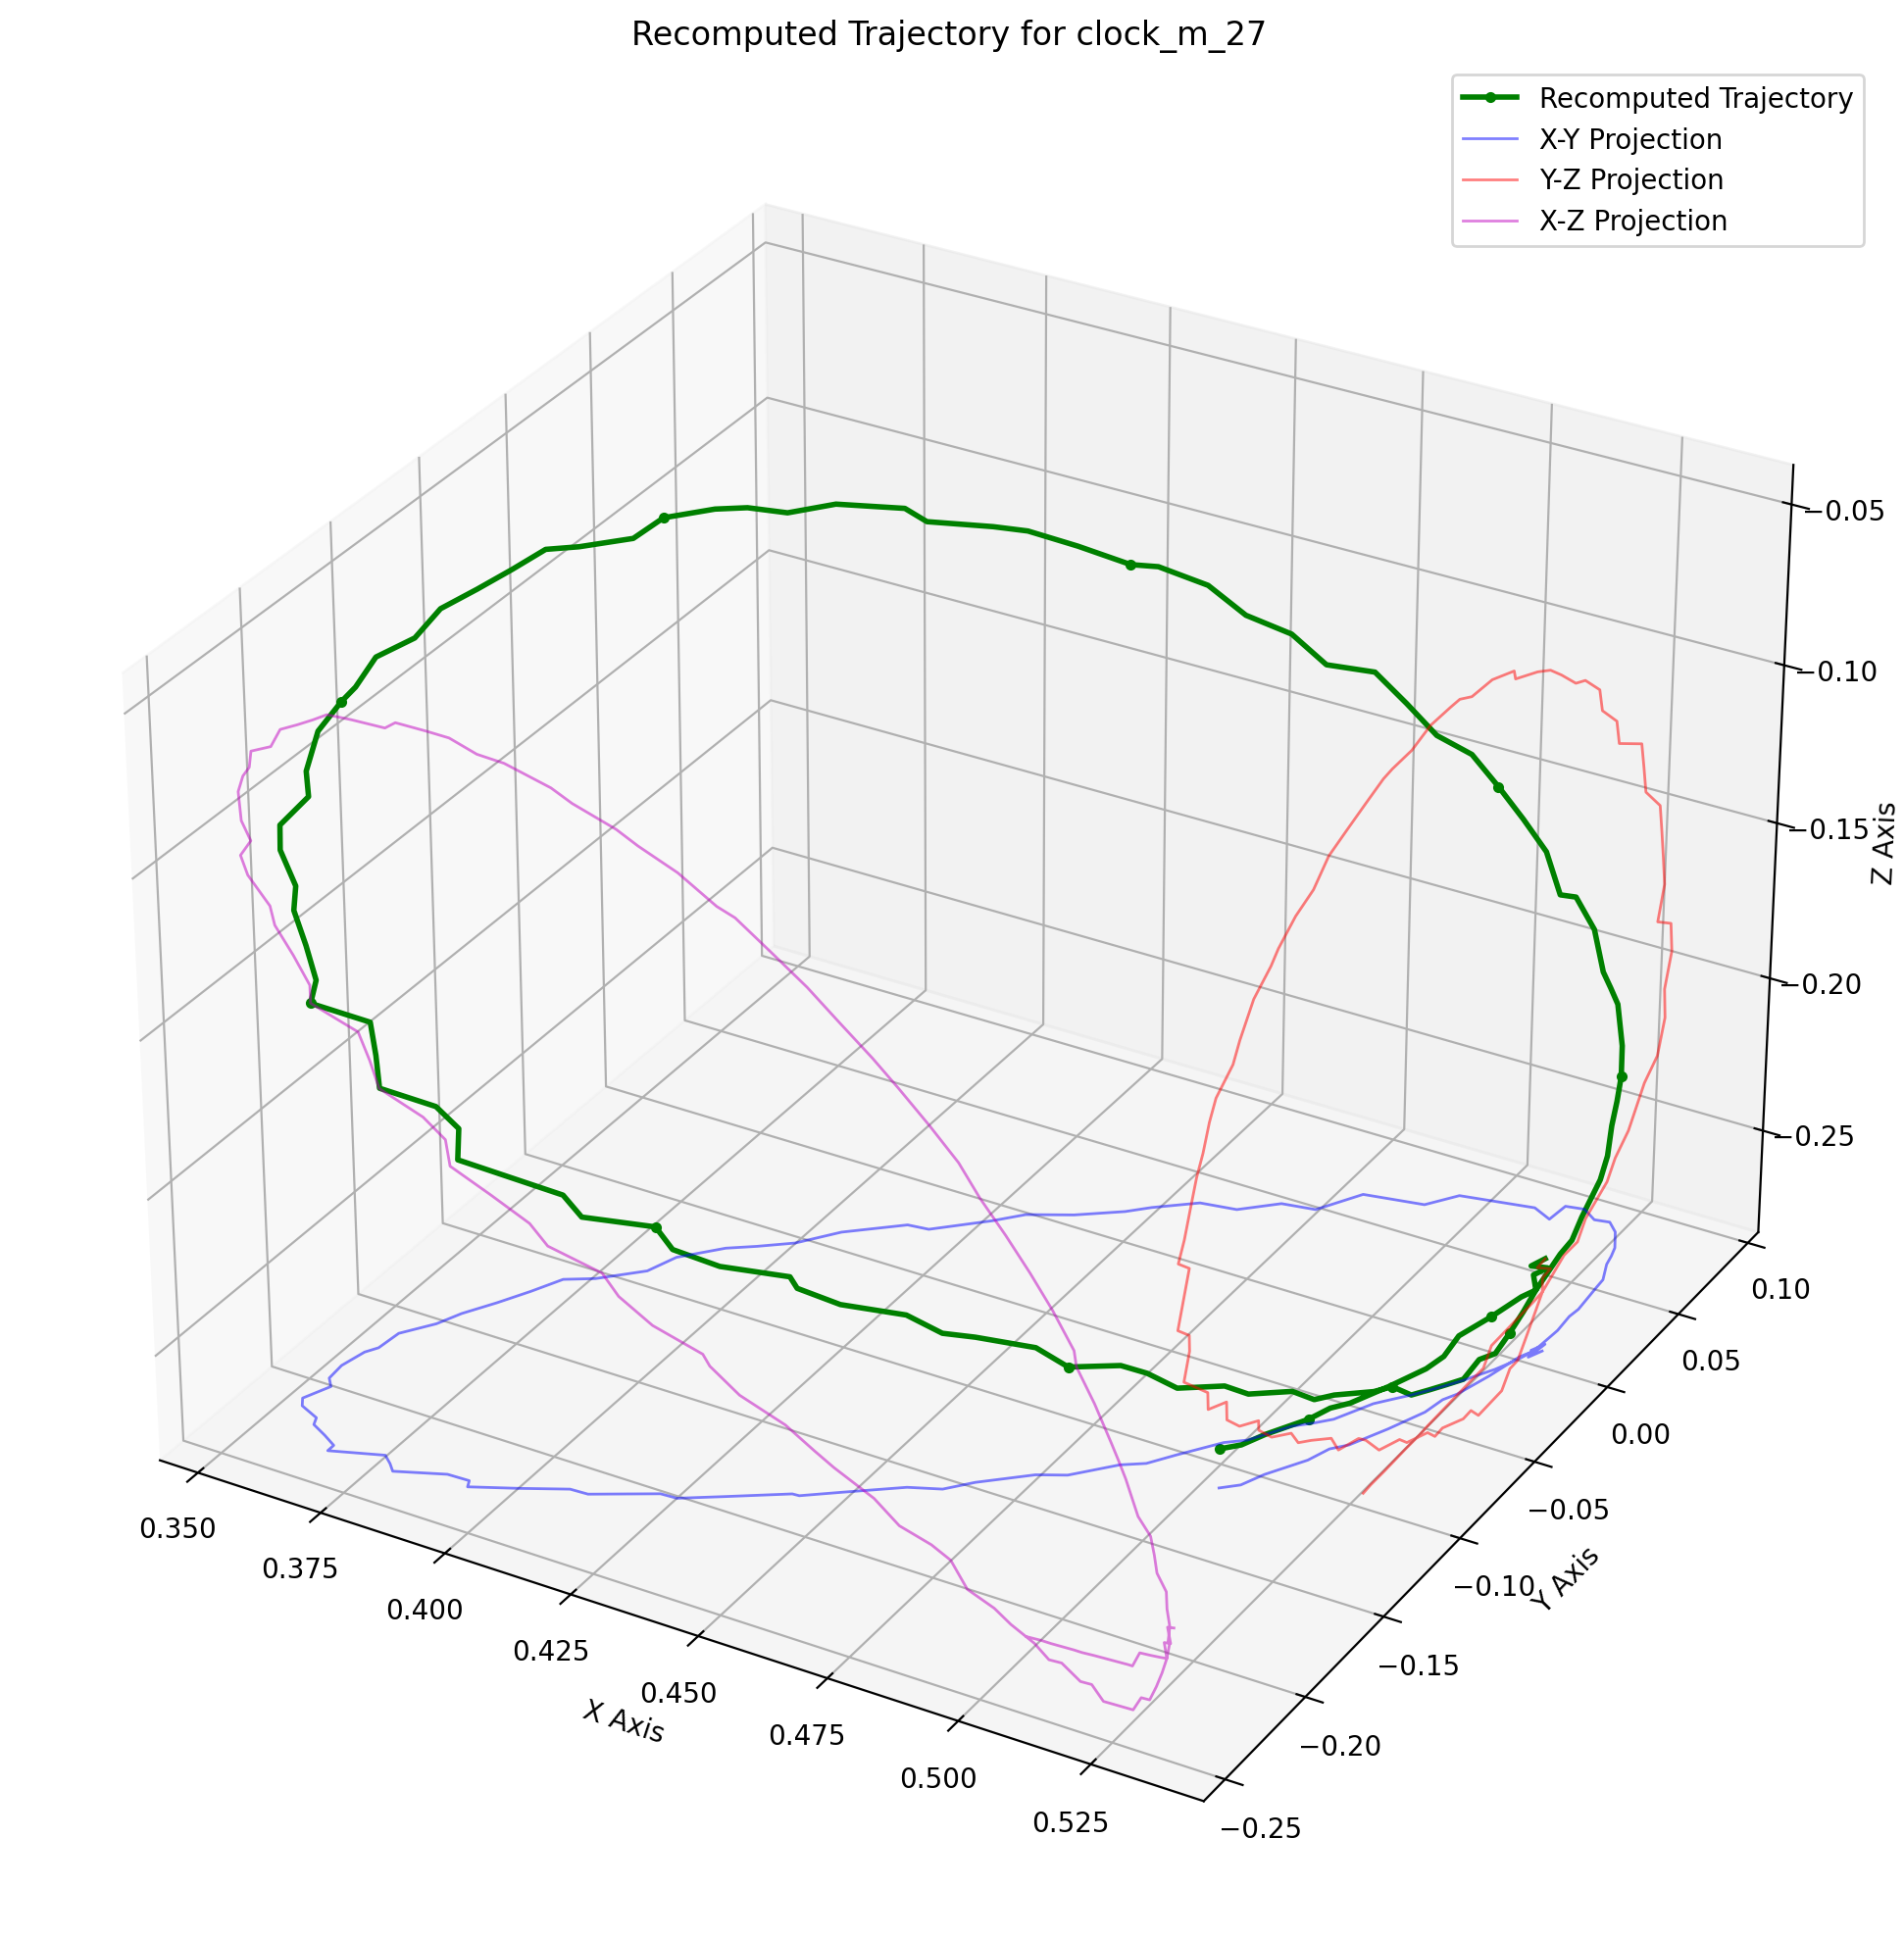 Recomputed Trajectory for clock_m_27
Recomputed Trajectory
X-Y Projection
Y-Z Projection
X-Z Projection
−0.05
−0.10
−0.15
−0.20
−0.25
Z Axis
0.10
0.05
0.00
−0.05
−0.10
−0.15
−0.20
−0.25
Y Axis
0.350
0.375
0.400
0.425
0.450
0.475
0.500
0.525
X Axis